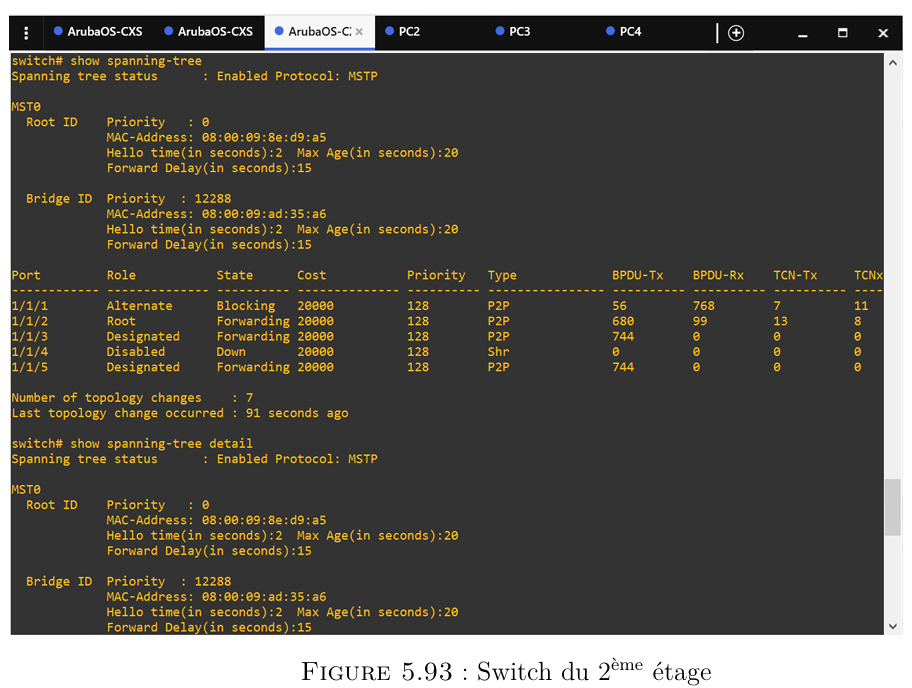 ArubaOS-CXS ArubaOS-CXS ArubaOS-C PC2 PC3 PC4
switch# show spanning-tree
Spanning tree status : Enabled Protocol: MSTP
MST0
Root ID Priority : 0
MAC-Address: 08:00:09:8e:d9:a5
Hello time(in seconds):2 Max Age(in seconds):20
Forward Delay(in seconds):15
Bridge ID Priority : 12288
MAC-Address: 08:00:09:ad:35:a6
Hello time(in seconds):2 Max Age(in seconds):20
Forward Delay(in seconds):15
Port Role State Cost Priority Type BPDU-Tx BPDU-Rx TCN-Tx TCNx
------------ -------------- ---------- -------------- ---------- ---------------- ---------- ---------- ---------- ----
1/1/1 Alternate Blocking 20000 128 P2P 56 768 7 11
1/1/2 Root Forwarding 20000 128 P2P 680 99 13 8
1/1/3 Designated Forwarding 20000 128 P2P 744 0 0 0
1/1/4 Disabled Down 20000 128 Shr 0 0 0 0
1/1/5 Designated Forwarding 20000 128 P2P 744 0 0 0
Number of topology changes : 7
Last topology change occurred : 91 seconds ago
switch# show spanning-tree detail
Spanning tree status : Enabled Protocol: MSTP
MST0
Root ID Priority : 0
MAC-Address: 08:00:09:8e:d9:a5
Hello time(in seconds):2 Max Age(in seconds):20
Forward Delay(in seconds):15
Bridge ID Priority : 12288
MAC-Address: 08:00:09:ad:35:a6
Hello time(in seconds):2 Max Age(in seconds):20
Forward Delay(in seconds):15
FIGURE 5.93 : Switch du 2ème étage